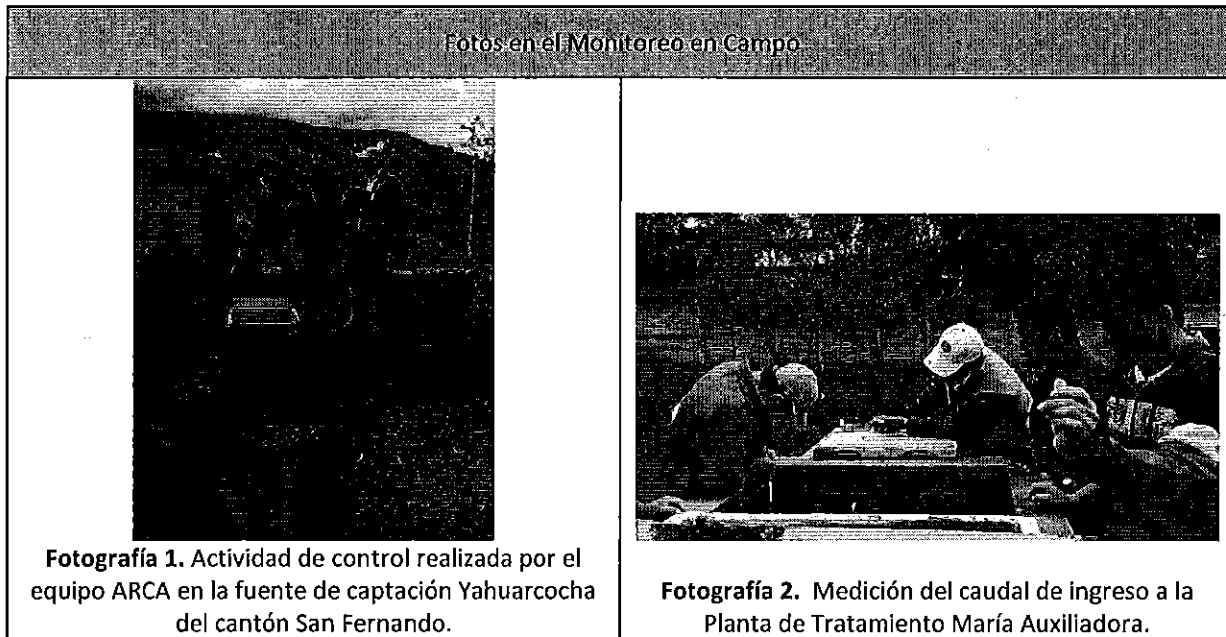 Fotos en el Monitoreo en Campo
Fotografía 1. Actividad de control realizada por el
equipo ARCA en la fuente de captación Yahuarcocha
del cantón San Fernando.
Fotografía 2. Medición del caudal de ingreso a la
Planta de Tratamiento María Auxiliadora.